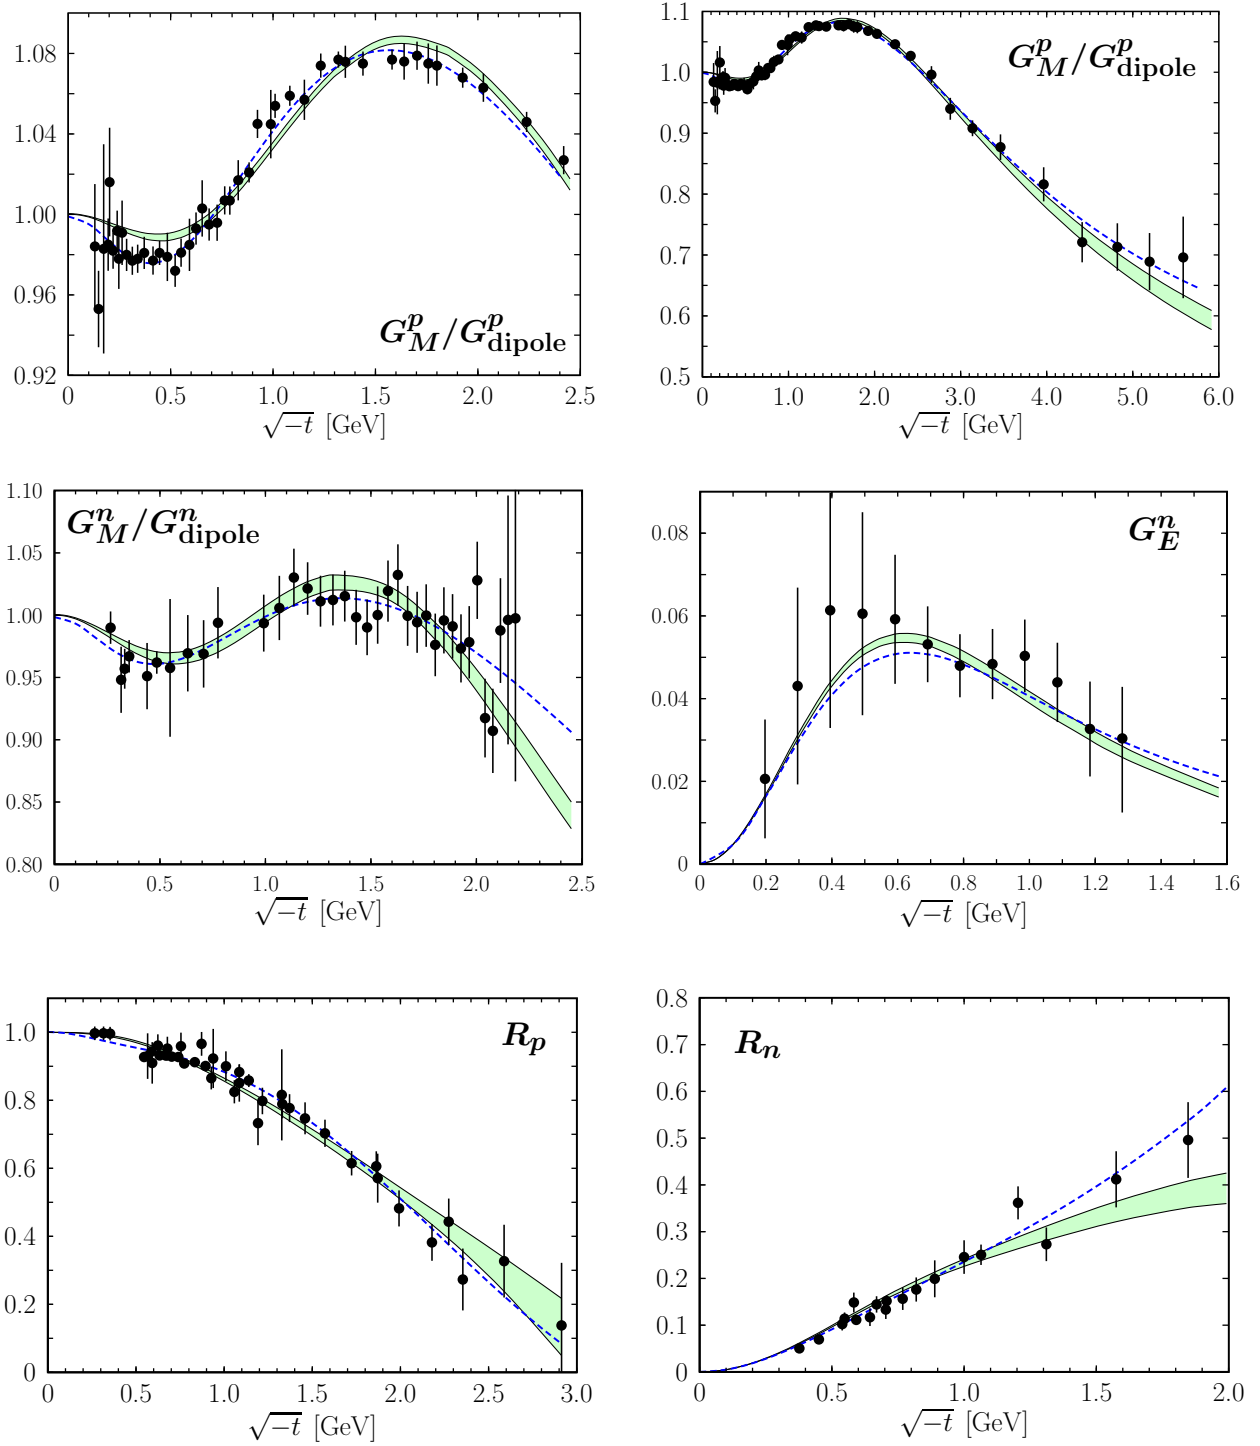 1.08
1.04
1.00
0.96
0.92
G_M^p/G_dipole^p
0 0.5 1.0 1.5 2.0 2.5
√−t [GeV]
1.1
1.0
0.9
0.8
0.7
0.6
0.5
G_M^p/G_dipole^p
0 1.0 2.0 3.0 4.0 5.0 6.0
√−t [GeV]
1.10
1.05
1.00
0.95
0.90
0.85
0.80
G_M^n/G_dipole^n
0 0.5 1.0 1.5 2.0 2.5
√−t [GeV]
0.08
0.06
0.04
0.02
0
G_E^n
0 0.2 0.4 0.6 0.8 1.0 1.2 1.4 1.6
√−t [GeV]
1.0
0.8
0.6
0.4
0.2
0
R_p
0 0.5 1.0 1.5 2.0 2.5 3.0
√−t [GeV]
0.8
0.7
0.6
0.5
0.4
0.3
0.2
0.1
0
R_n
0 0.5 1.0 1.5 2.0
√−t [GeV]